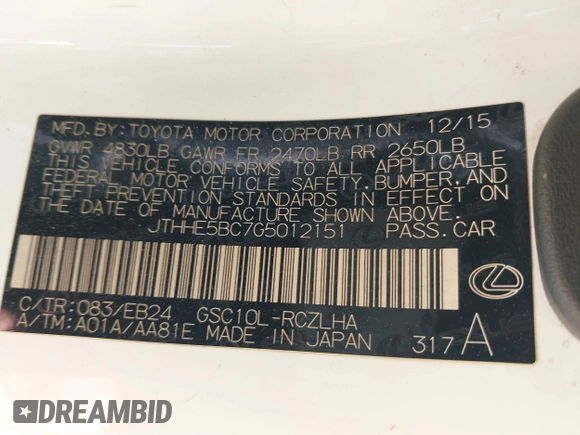 MFD.BY:TOYOTA MOTOR CORPORATION 12/15
GVWR 4830LB GAWR FR 2470LB RR 2650LB
THIS VEHICLE CONFORMS TO ALL APPLICABLE
FEDERAL MOTOR VEHICLE SAFETY,BUMPER,AND
THEFT PREVENTION STANDARDS IN EFFECT ON
THE DATE OF MANUFACTURE SHOWN ABOVE.
JTHHE5BC7G5012151 PASS.CAR
C/TR:083/EB24 GSC10L-RCZLHA
A/TM:A01A/AA81E MADE IN JAPAN 317A
DREAMBID